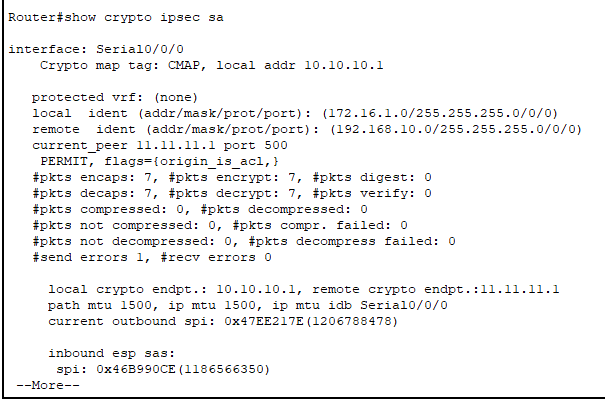 Router#show crypto ipsec sa
interface: Serial0/0/0
Crypto map tag: CMAP, local addr 10.10.10.1
protected vrf: (none)
local  ident (addr/mask/prot/port): (172.16.1.0/255.255.255.0/0/0)
remote  ident (addr/mask/prot/port): (192.168.10.0/255.255.255.0/0/0)
current_peer 11.11.11.1 port 500
PERMIT, flags={origin_is_acl,}
#pkts encaps: 7, #pkts encrypt: 7, #pkts digest: 0
#pkts decaps: 7, #pkts decrypt: 7, #pkts verify: 0
#pkts compressed: 0, #pkts decompressed: 0
#pkts not compressed: 0, #pkts compr. failed: 0
#pkts not decompressed: 0, #pkts decompress failed: 0
#send errors 1, #recv errors 0
local crypto endpt.: 10.10.10.1, remote crypto endpt.:11.11.11.1
path mtu 1500, ip mtu 1500, ip mtu idb Serial0/0/0
current outbound spi: 0x47EE217E(1206788478)
inbound esp sas:
spi: 0x46B990CE(1186566350)
--More--